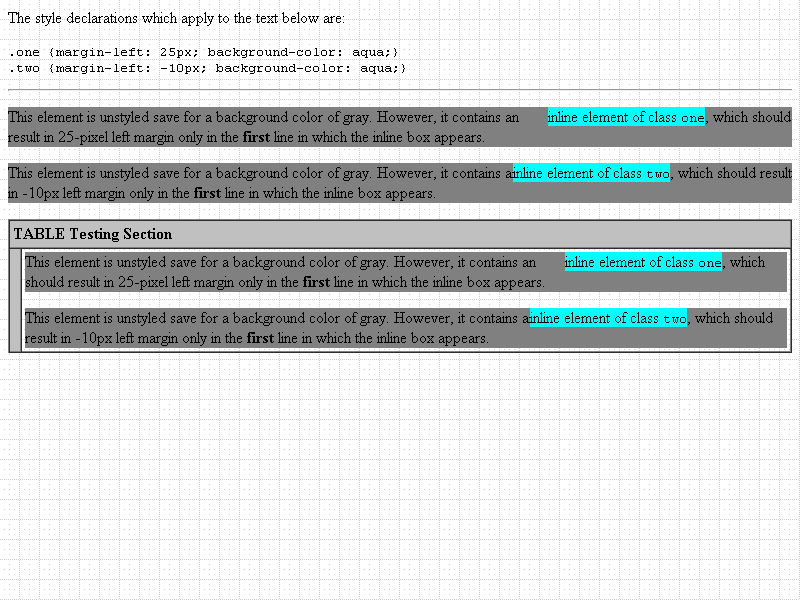 The style declarations which apply to the text below are:
.one {margin-left: 25px; background-color: aqua;}
.two {margin-left: -10px; background-color: aqua;}
This element is unstyled save for a background color of gray. However, it contains an inline element of class one, which should
result in 25-pixel left margin only in the first line in which the inline box appears.
This element is unstyled save for a background color of gray. However, it contains a inline element of class two, which should result
in -10px left margin only in the first line in which the inline box appears.
TABLE Testing Section
This element is unstyled save for a background color of gray. However, it contains an inline element of class one, which
should result in 25-pixel left margin only in the first line in which the inline box appears.
This element is unstyled save for a background color of gray. However, it contains a inline element of class two, which should
result in -10px left margin only in the first line in which the inline box appears.